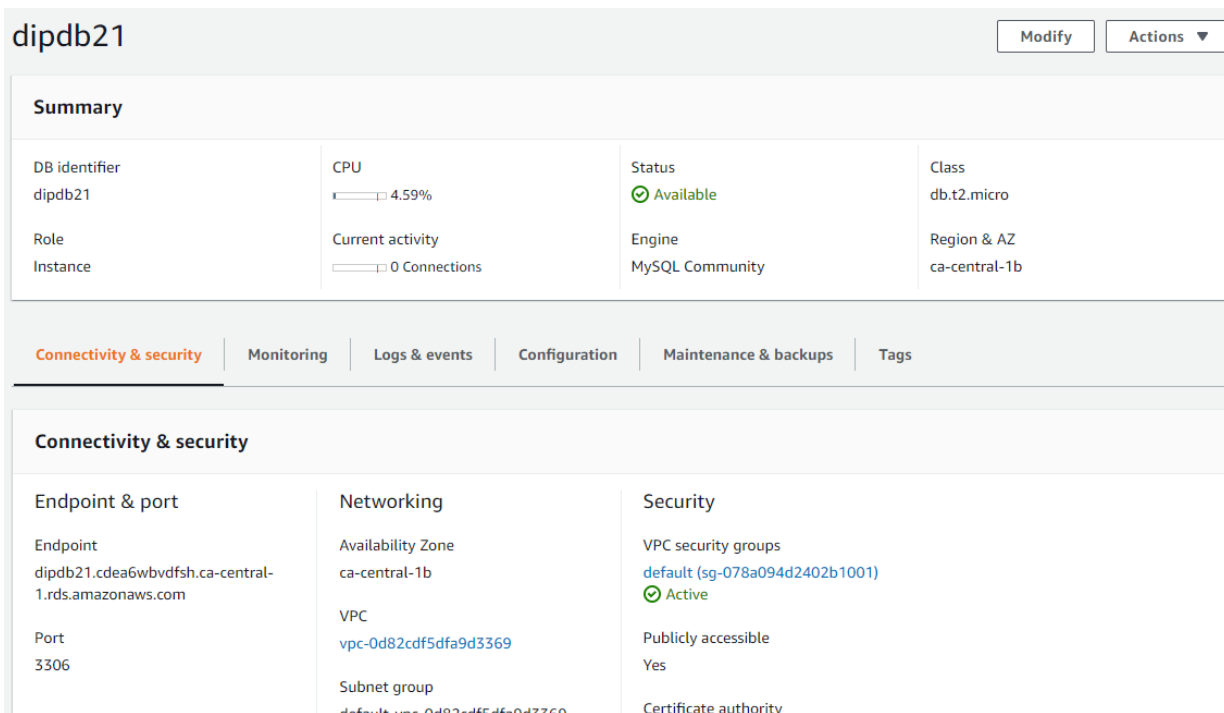 dipdb21
Modify
Actions
Summary
DB identifier
dipdb21
CPU
4.59%
Status
Available
Class
db.t2.micro
Role
Instance
Current activity
0 Connections
Engine
MySQL Community
Region & AZ
ca-central-1b
Connectivity & security
Monitoring
Logs & events
Configuration
Maintenance & backups
Tags
Connectivity & security
Endpoint & port
Endpoint
dipdb21.cdea6wbvdfsh.ca-central-
1.rds.amazonaws.com
Port
3306
Networking
Availability Zone
ca-central-1b
VPC
vpc-0d82cdf5dfa9d3369
Subnet group
default-vpc-0d82cdf5dfa9d3369
Security
VPC security groups
default (sg-078a094d2402b1001)
Active
Publicly accessible
Yes
Certificate authority